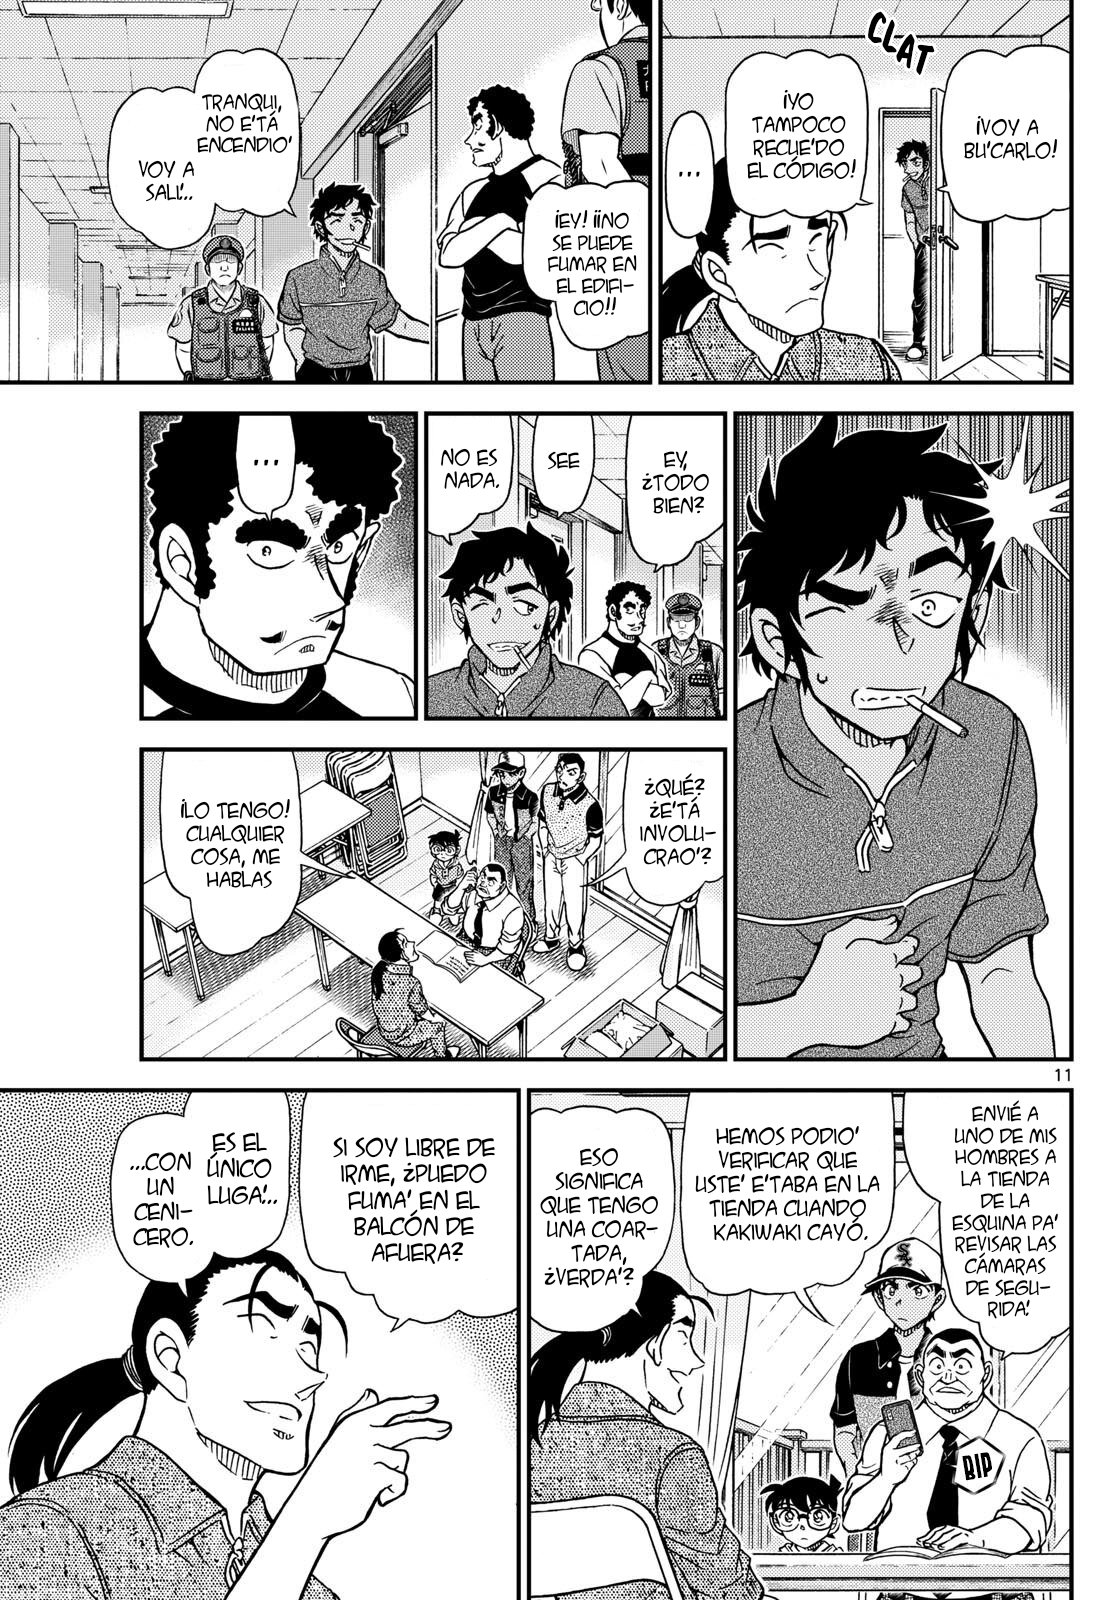 CLAT
¡VOY A
BU'CARLO!
¡YO
TAMPOCO
RECUE'DO
EL CÓDIGO!
...
¡EY! ¡¡NO
SE PUEDE
FUMAR EN
EL EDIFI-
CIO!!
TRANQUI,
NO E'TÁ
ENCENDIO'
VOY A
SALI'...
EY,
¿TODO
BIEN?
SEE
NO ES
NADA.
...
¿QUÉ?
¿E'TÁ
INVOLU-
CRAO'?
¡LO TENGO!
CUALQUIER
COSA, ME
HABLAS
11
ENVIÉ A
UNO DE MIS
HOMBRES A
LA TIENDA
DE LA
ESQUINA PA'
REVISAR LAS
CÁMARAS
DE SEGU-
RIDA'.
HEMOS PODIO'
VERIFICAR QUE
USTE' E'TABA EN LA
TIENDA CUANDO
KAKIWAKI CAYÓ.
BIP
ESO
SIGNIFICA
QUE TENGO
UNA COAR-
TADA,
¿VERDA'?
SI SOY LIBRE DE
IRME, ¿PUEDO
FUMA' EN EL
BALCÓN DE
AFUERA?
ES EL
ÚNICO
LUGA'...
...CON
UN
CENI-
CERO.